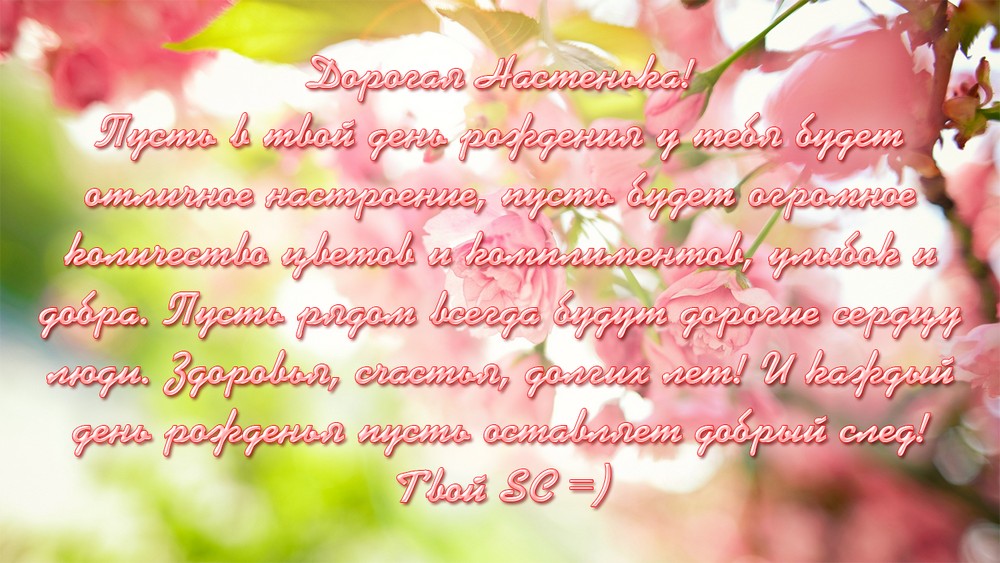 Дорогая Настенька!
Пусть в твой день рождения у тебя будет
отличное настроение, пусть будет огромное
количество цветов и комплиментов, улыбок и
добра. Пусть рядом всегда будут дорогие сердцу
люди. Здоровья, счастья, долгих лет! И каждый
день рожденья пусть оставляет добрый след!
Твой SC =)